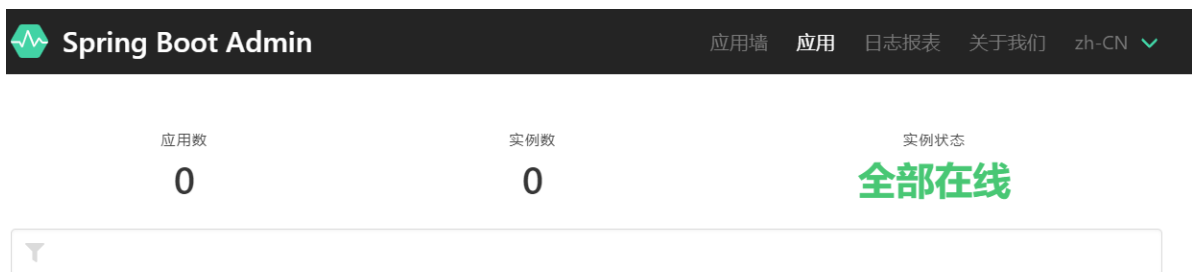 Spring Boot Admin 应用墙 应用 日志报表 关于我们 zh-CN
应用数 实例数 实例状态
0 0 全部在线